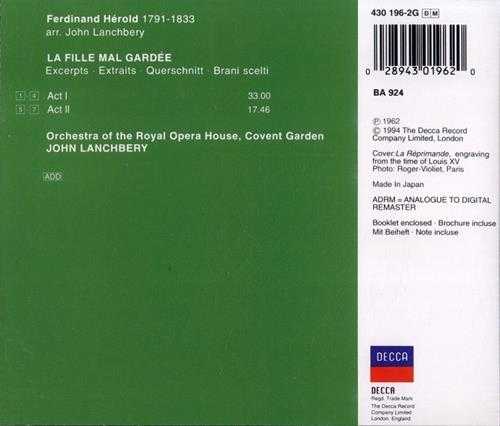 Ferdinand Hérold 1791-1833
arr. John Lanchbery
LA FILLE MAL GARDÉE
Excerpts · Extraits · Querschnitt · Brani scelti
1 - 4 Act I 33.00
5 - 7 Act II 17.46
Orchestra of the Royal Opera House, Covent Garden
JOHN LANCHBERY
ADD
430 196-2G DM
0 28943 01962 0
BA 924
Ⓟ 1962
© 1994 The Decca Record
Company Limited, London
Cover: La Réprimande, engraving
from the time of Louis XV
Photo: Roger-Violiet, Paris
Made in Japan
ADRM = ANALOGUE TO DIGITAL
REMASTER
Booklet enclosed · Brochure incluse
Mit Beiheft · Note incluse
DECCA
DECCA
Regd. Trade Mark
The Decca Record
Company Limited
London. England.